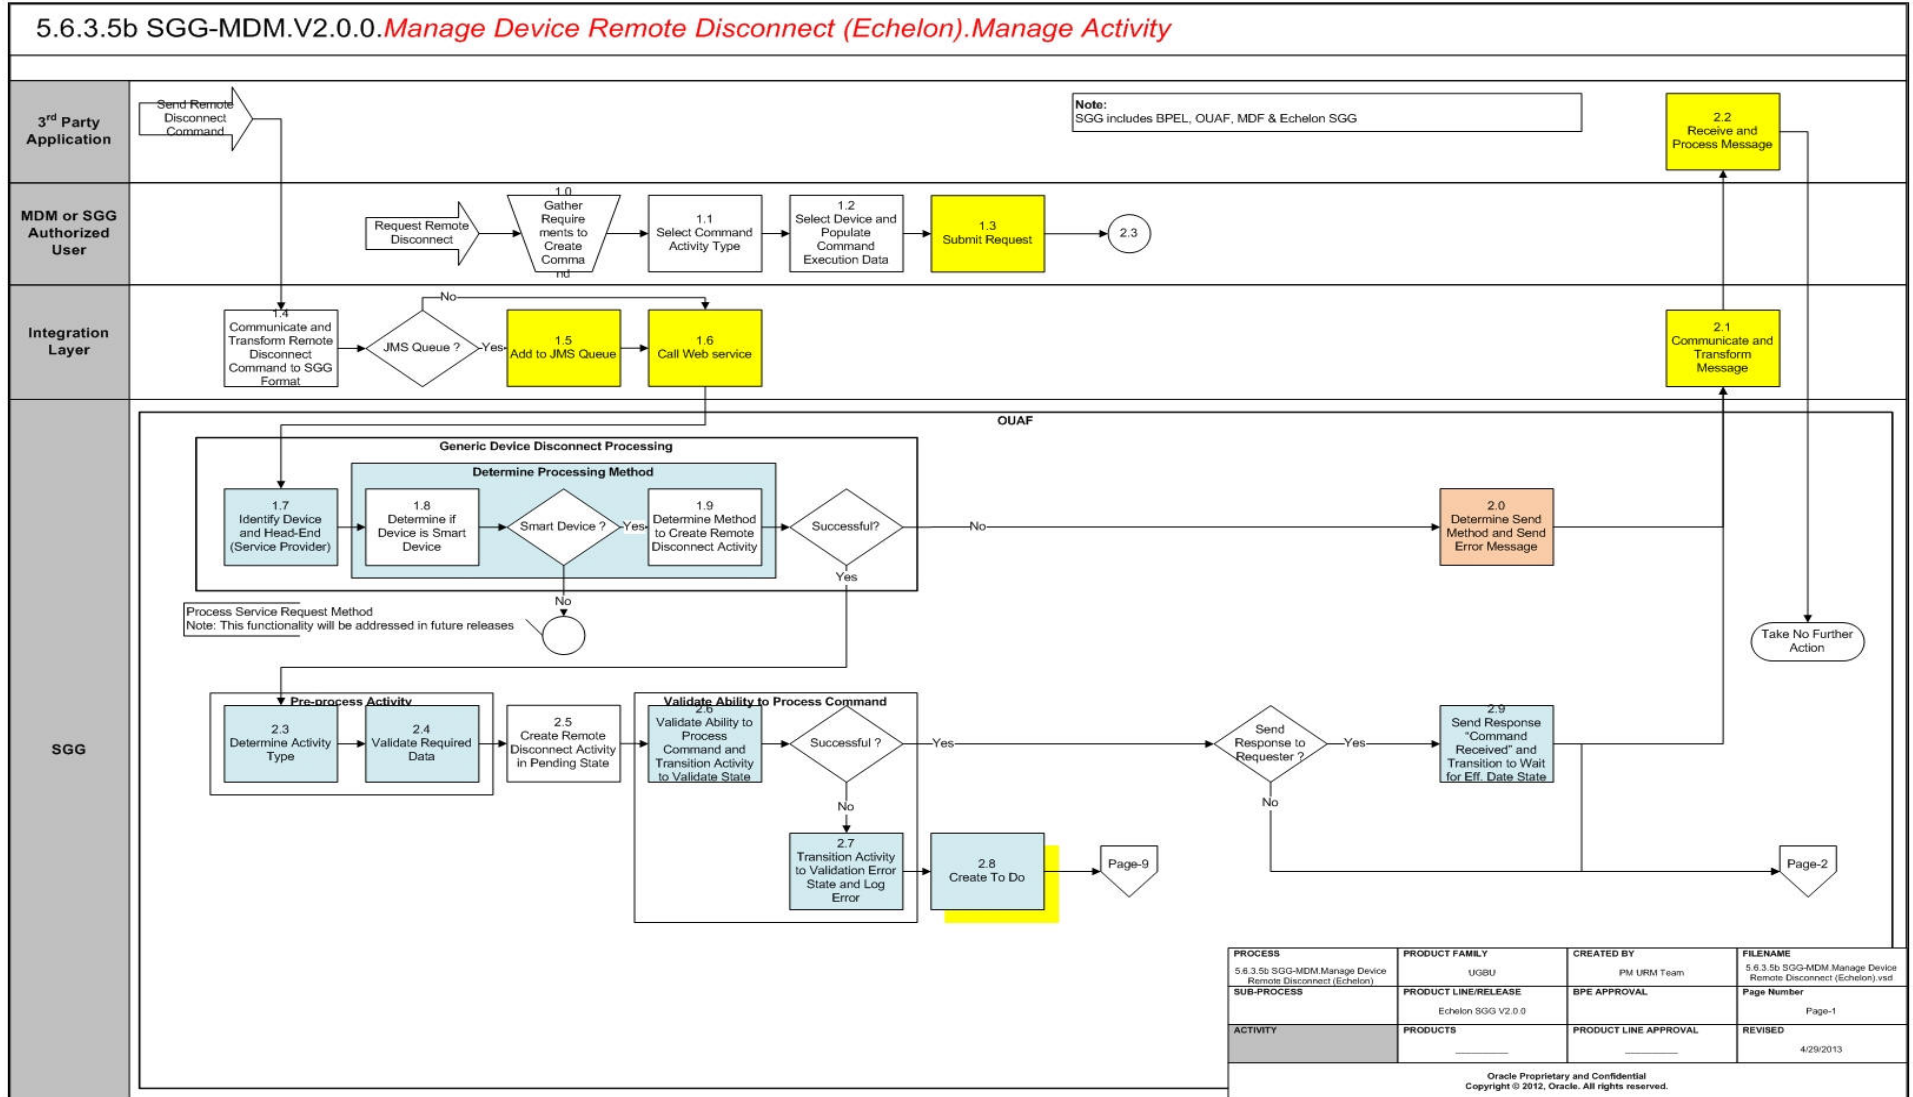 5.6.3.5b SGG-MDM.V2.0.0.Manage Device Remote Disconnect (Echelon).Manage Activity
3rd Party
Application
Send Remote
Disconnect
Command
Note:
SGG includes BPEL, OUAF, MDF & Echelon SGG
2.2
Receive and
Process Message
MDM or SGG
Authorized
User
Request Remote
Disconnect
1.0
Gather
Require
ments to
Create
Comma
nd
1.1
Select Command
Activity Type
1.2
Select Device and
Populate
Command
Execution Data
1.3
Submit Request
2.3
Integration
Layer
1.4
Communicate and
Transform Remote
Disconnect
Command to SGG
Format
JMS Queue ?
No
Yes
1.5
Add to JMS Queue
1.6
Call Web service
2.1
Communicate and
Transform
Message
SGG
OUAF
Generic Device Disconnect Processing
Determine Processing Method
1.7
Identify Device
and Head-End
(Service Provider)
1.8
Determine if
Device is Smart
Device
Smart Device ?
Yes
1.9
Determine Method
to Create Remote
Disconnect Activity
Successful?
No
2.0
Determine Send
Method and Send
Error Message
Yes
No
Process Service Request Method
Note: This functionality will be addressed in future releases
Take No Further
Action
Pre-process Activity
2.3
Determine Activity
Type
2.4
Validate Required
Data
2.5
Create Remote
Disconnect Activity
in Pending State
Validate Ability to Process Command
2.6
Validate Ability to
Process
Command and
Transition Activity
to Validate State
Successful ?
Yes
Send
Response to
Requester ?
Yes
2.9
Send Response
“Command
Received” and
Transition to Wait
for Eff. Date State
No
No
2.7
Transition Activity
to Validation Error
State and Log
Error
2.8
Create To Do
Page-9
Page-2
PROCESS
5.6.3.5b SGG-MDM.Manage Device
Remote Disconnect (Echelon)
PRODUCT FAMILY
UGBU
CREATED BY
PM URM Team
FILENAME
5.6.3.5b SGG-MDM.Manage Device
Remote Disconnect (Echelon).vsd
SUB-PROCESS
PRODUCT LINE/RELEASE
Echelon SGG V2.0.0
BPE APPROVAL
Page Number
Page-1
ACTIVITY
PRODUCTS
PRODUCT LINE APPROVAL
REVISED
4/29/2013
Oracle Proprietary and Confidential
Copyright © 2012, Oracle. All rights reserved.